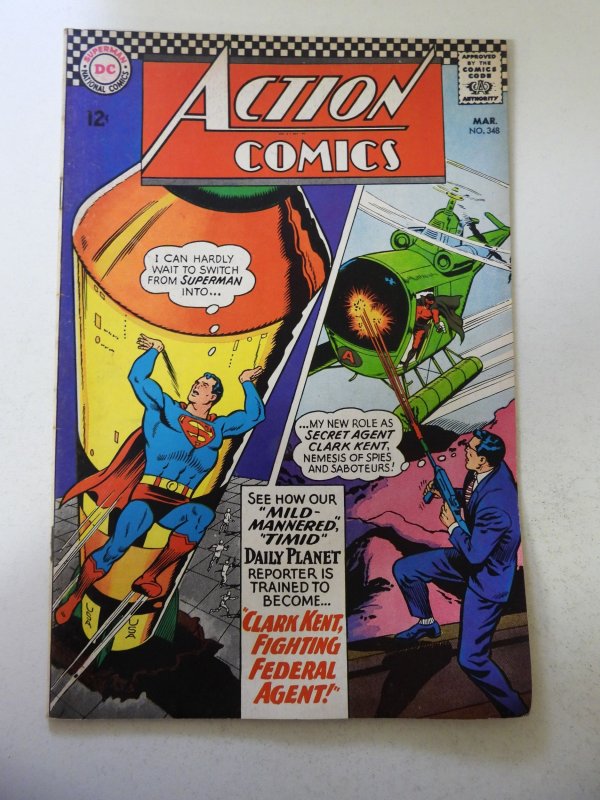 SUPERMAN
DC
NATIONAL COMICS
12¢
ACTION
COMICS
APPROVED
BY THE
COMICS
CODE
CCA
AUTHORITY
MAR.
NO. 348
I CAN HARDLY
WAIT TO SWITCH
FROM SUPERMAN
INTO...
S
A
...MY NEW ROLE AS
SECRET AGENT
CLARK KENT,
NEMESIS OF SPIES
AND SABOTEURS!
SEE HOW OUR
"MILD-
MANNERED,"
"TIMID"
DAILY PLANET
REPORTER IS
TRAINED TO
BECOME...
"CLARK KENT,
FIGHTING
FEDERAL
AGENT!"